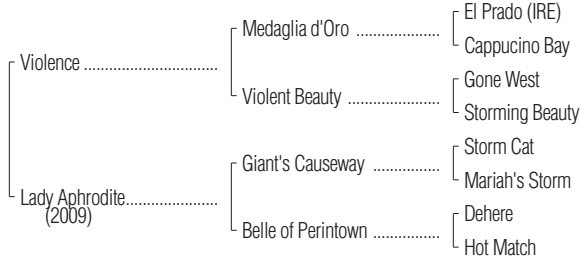 El Prado (IRE)
Medaglia d'Oro ...................
Cappucino Bay
Violence ..............................
Gone West
Violent Beauty .....................
Storming Beauty
Storm Cat
Giant's Causeway ...............
Mariah's Storm
Lady Aphrodite.....................
(2009)
Dehere
Belle of Perintown ...............
Hot Match